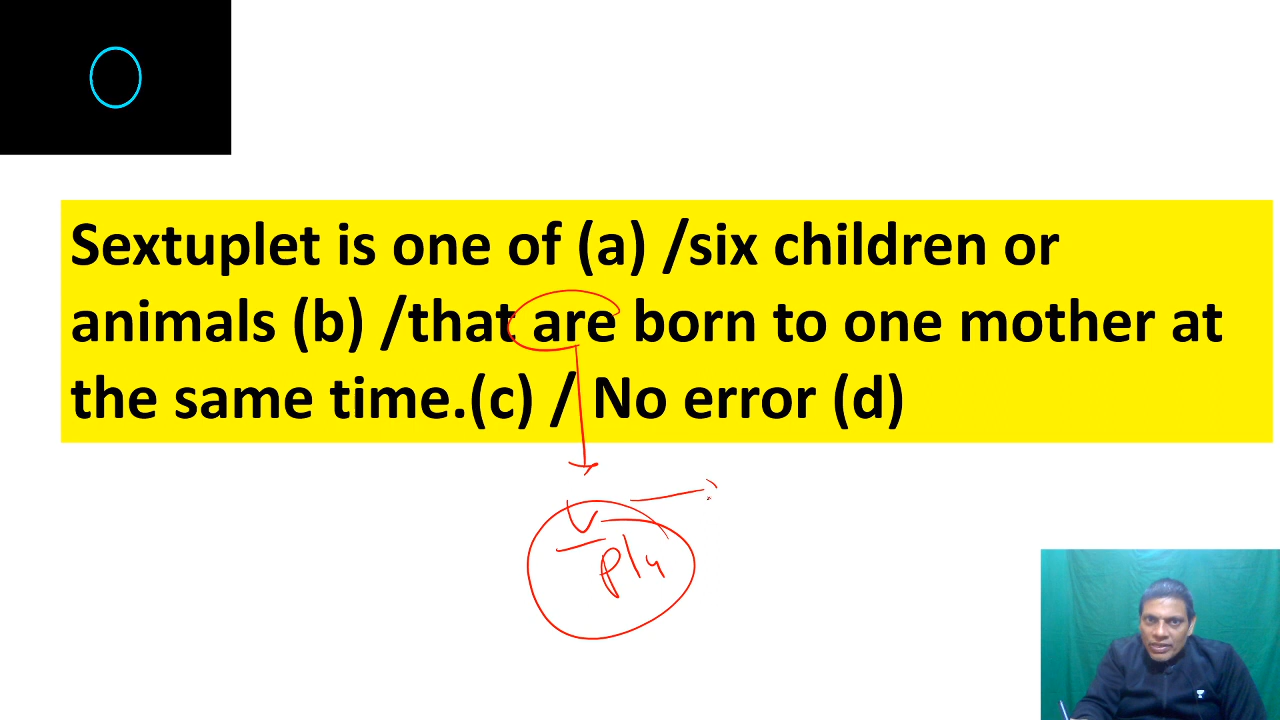 Sextuplet is one of (a) /six children or
animals (b) /that are born to one mother at
the same time.(c) / No error (d)
V
plu